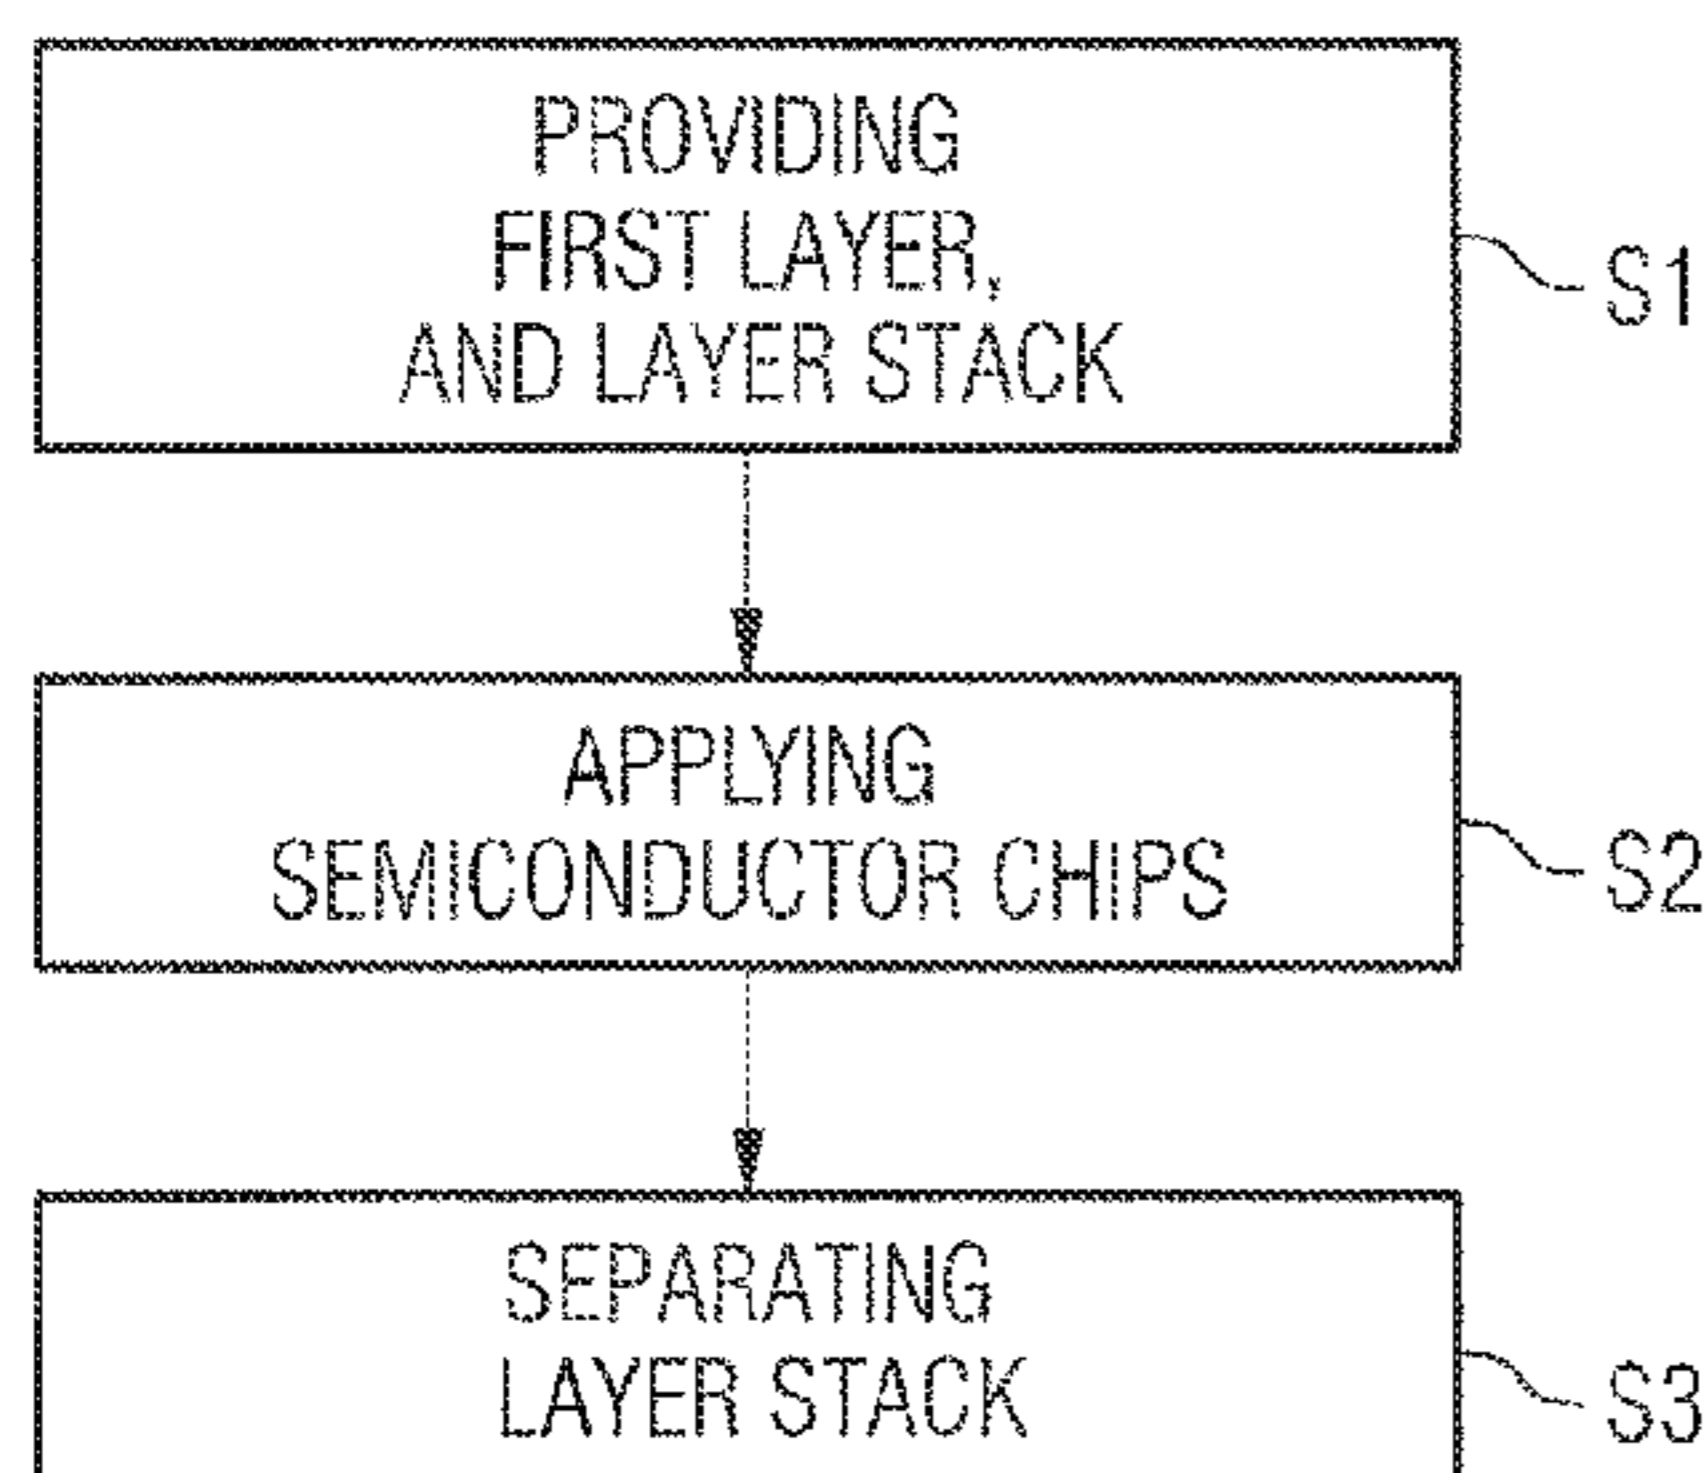 PROVIDING
FIRST LAYER,
AND LAYER STACK
S1
APPLYING
SEMICONDUCTOR CHIPS
S2
SEPARATING
LAYER STACK
S3